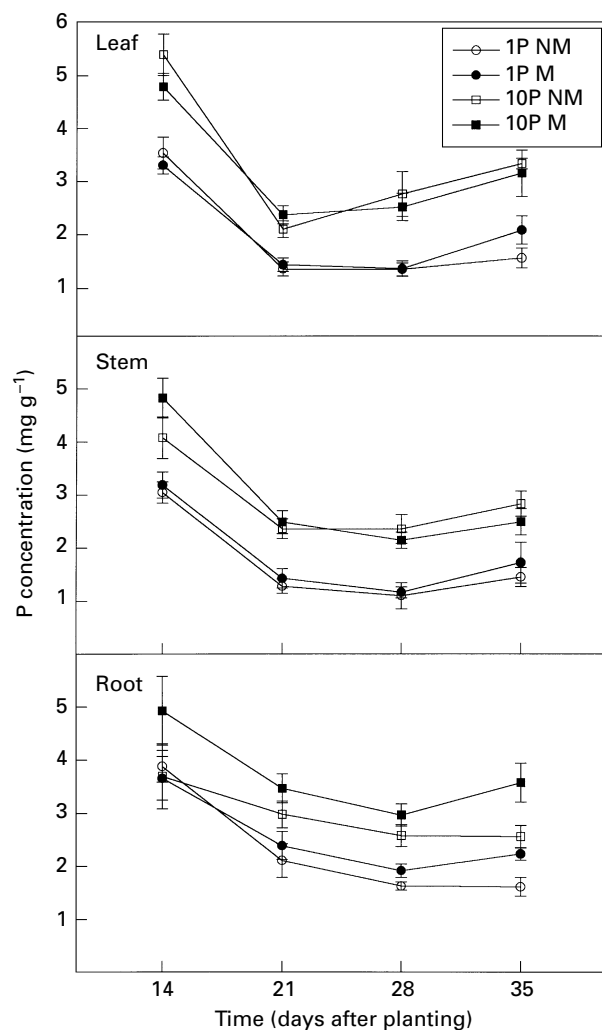 Leaf
1P NM
1P M
10P NM
10P M
6
5
4
3
2
1
Stem
5
4
3
2
1
Root
5
4
3
2
1
P concentration (mg g⁻¹)
14 21 28 35
Time (days after planting)